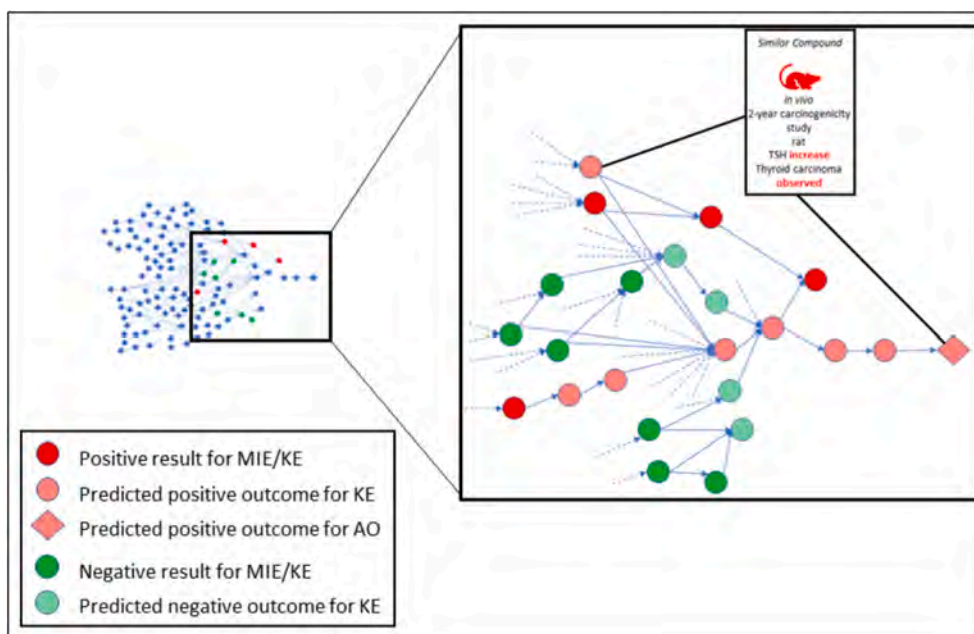 Similar Compound
in vivo
2-year carcinogenicity
study
rat
TSH increase
Thyroid carcinoma
observed
Positive result for MIE/KE
Predicted positive outcome for KE
Predicted positive outcome for AO
Negative result for MIE/KE
Predicted negative outcome for KE